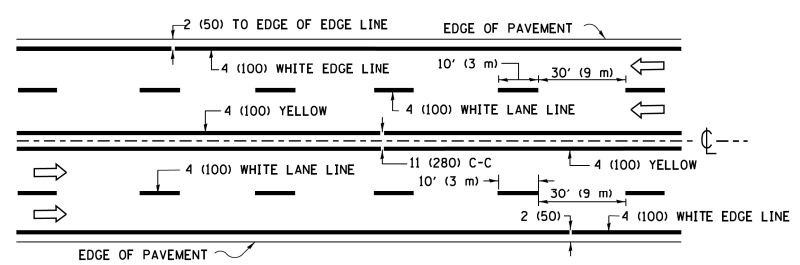 2 (50) TO EDGE OF EDGE LINE
EDGE OF PAVEMENT
4 (100) WHITE EDGE LINE
10' (3 m)
30' (9 m)
4 (100) YELLOW
4 (100) WHITE LANE LINE
℄
4 (100) WHITE LANE LINE
11 (280) C-C
4 (100) YELLOW
10' (3 m)
30' (9 m)
2 (50)
4 (100) WHITE EDGE LINE
EDGE OF PAVEMENT